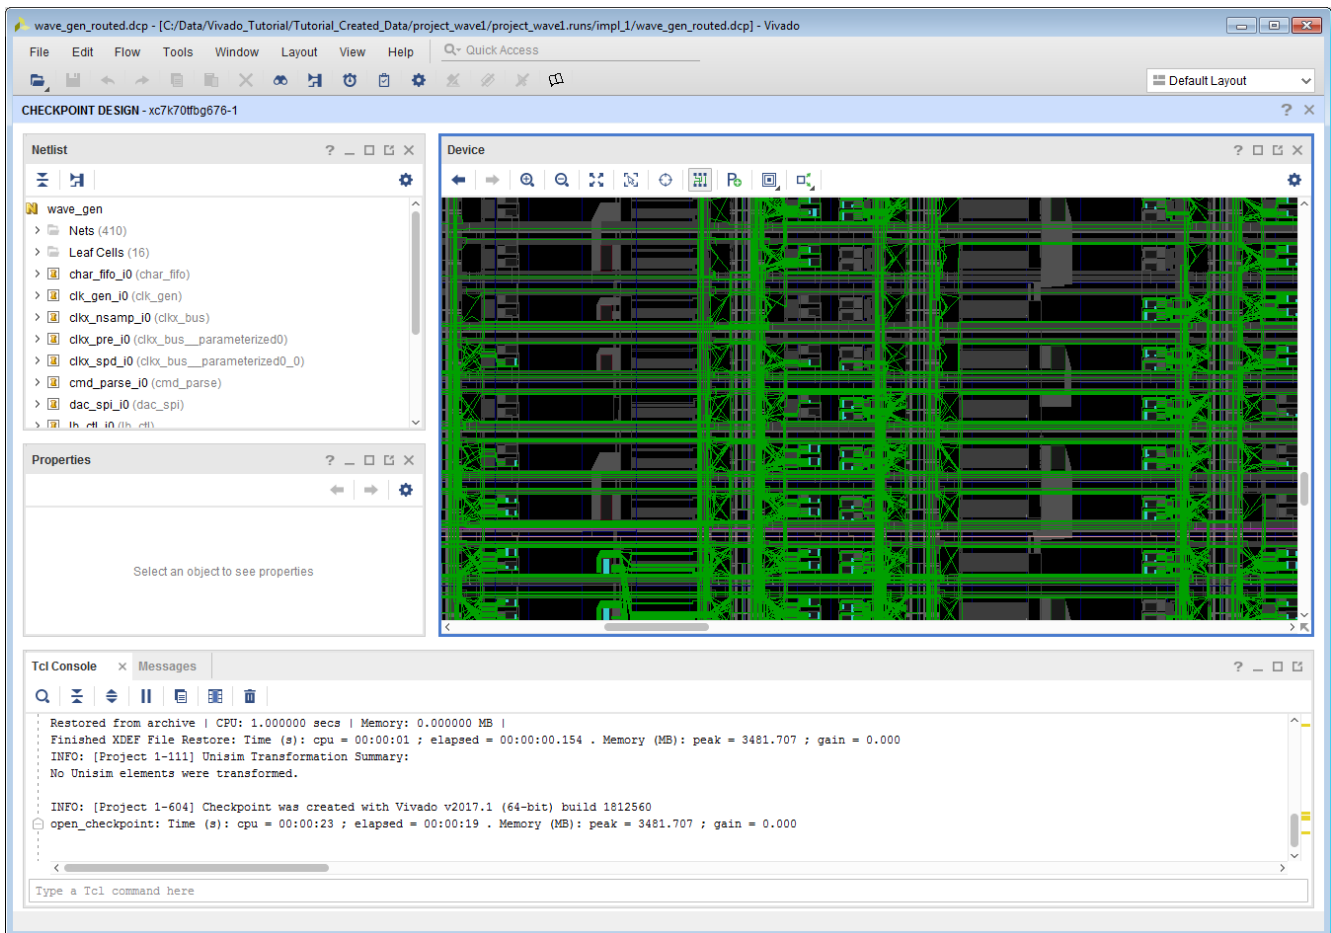 wave_gen_routed.dcp - [C:/Data/Vivado_Tutorial/Tutorial_Created_Data/project_wave1/project_wave1.runs/impl_1/wave_gen_routed.dcp] - Vivado
File Edit Flow Tools Window Layout View Help Quick Access
Default Layout
CHECKPOINT DESIGN - xc7k70tfbg676-1
Netlist
wave_gen
Nets (410)
Leaf Cells (16)
char_fifo_i0 (char_fifo)
clk_gen_i0 (clk_gen)
clkx_nsamp_i0 (clkx_bus)
clkx_pre_i0 (clkx_bus__parameterized0)
clkx_spd_i0 (clkx_bus__parameterized0_0)
cmd_parse_i0 (cmd_parse)
dac_spi_i0 (dac_spi)
lb_ctl_i0 (lb_ctl)
Properties
Select an object to see properties
Device
Tcl Console Messages
Restored from archive | CPU: 1.000000 secs | Memory: 0.000000 MB |
Finished XDEF File Restore: Time (s): cpu = 00:00:01 ; elapsed = 00:00:00.154 . Memory (MB): peak = 3481.707 ; gain = 0.000
INFO: [Project 1-111] Unisim Transformation Summary:
No Unisim elements were transformed.
INFO: [Project 1-604] Checkpoint was created with Vivado v2017.1 (64-bit) build 1812560
open_checkpoint: Time (s): cpu = 00:00:23 ; elapsed = 00:00:19 . Memory (MB): peak = 3481.707 ; gain = 0.000
Type a Tcl command here